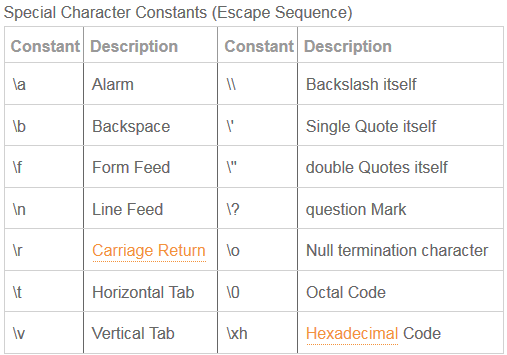 Special Character Constants (Escape Sequence)
Constant Description Constant Description
\a Alarm \\ Backslash itself
\b Backspace \' Single Quote itself
\f Form Feed \" double Quotes itself
\n Line Feed \? question Mark
\r Carriage Return \o Null termination character
\t Horizontal Tab \0 Octal Code
\v Vertical Tab \xh Hexadecimal Code